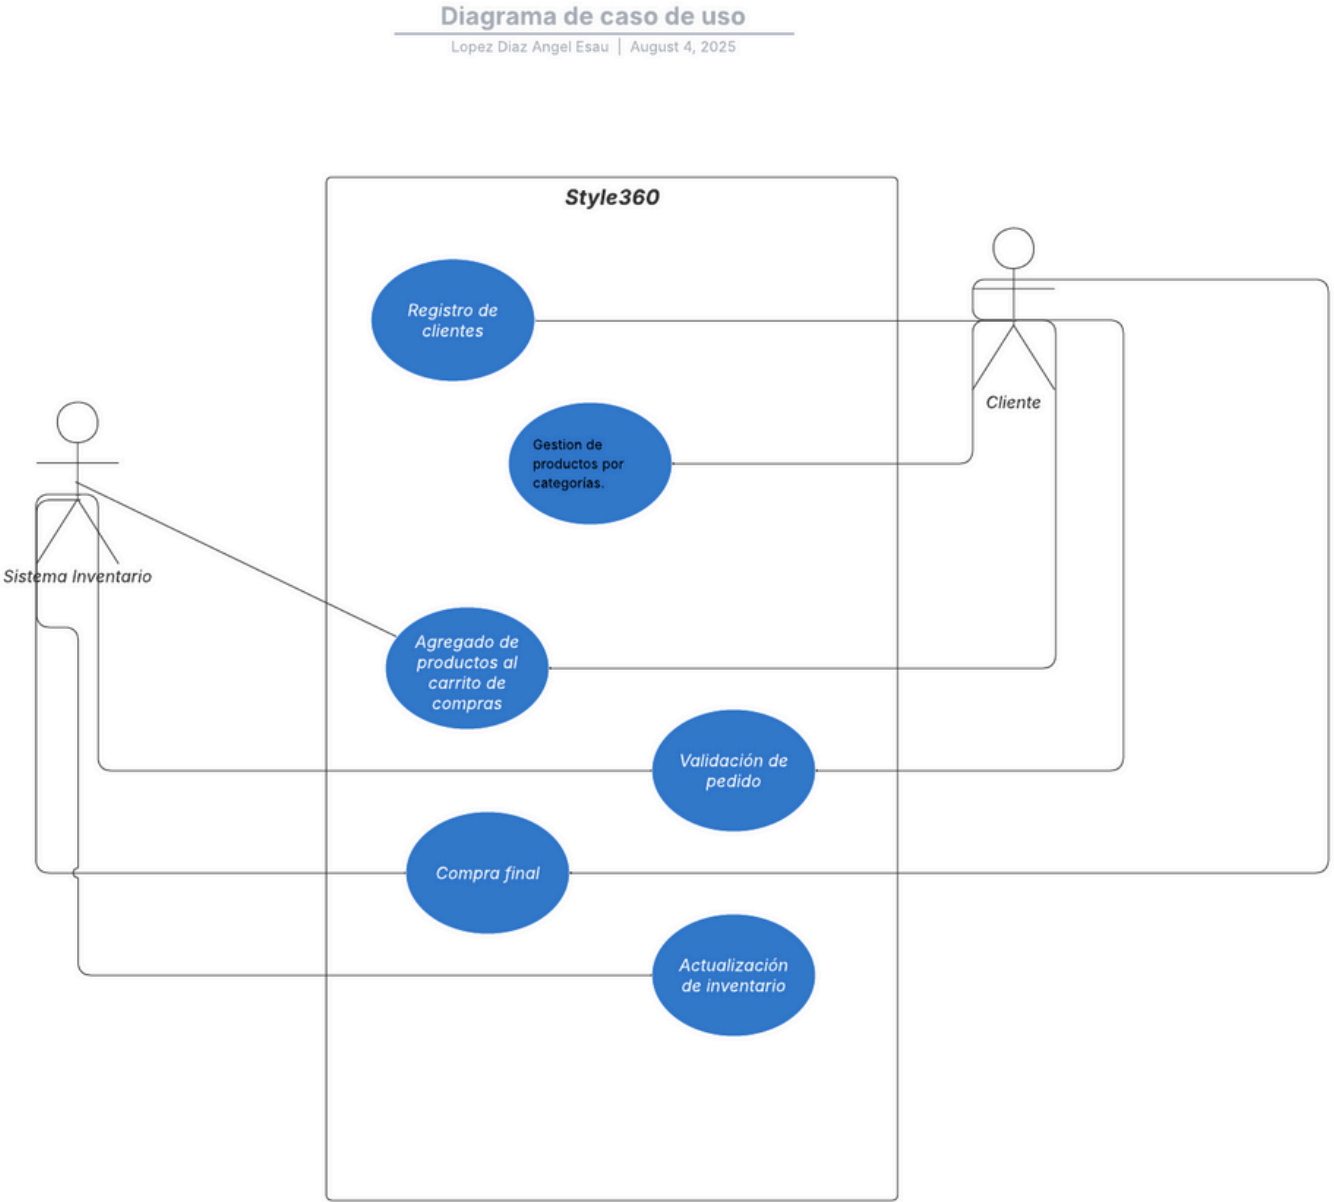 Diagrama de caso de uso
Lopez Diaz Angel Esau | August 4, 2025
Style360
Registro de
clientes
Cliente
Gestion de
productos por
categorías.
Sistema Inventario
Agregado de
productos al
carrito de
compras
Validación de
pedido
Compra final
Actualización
de inventario